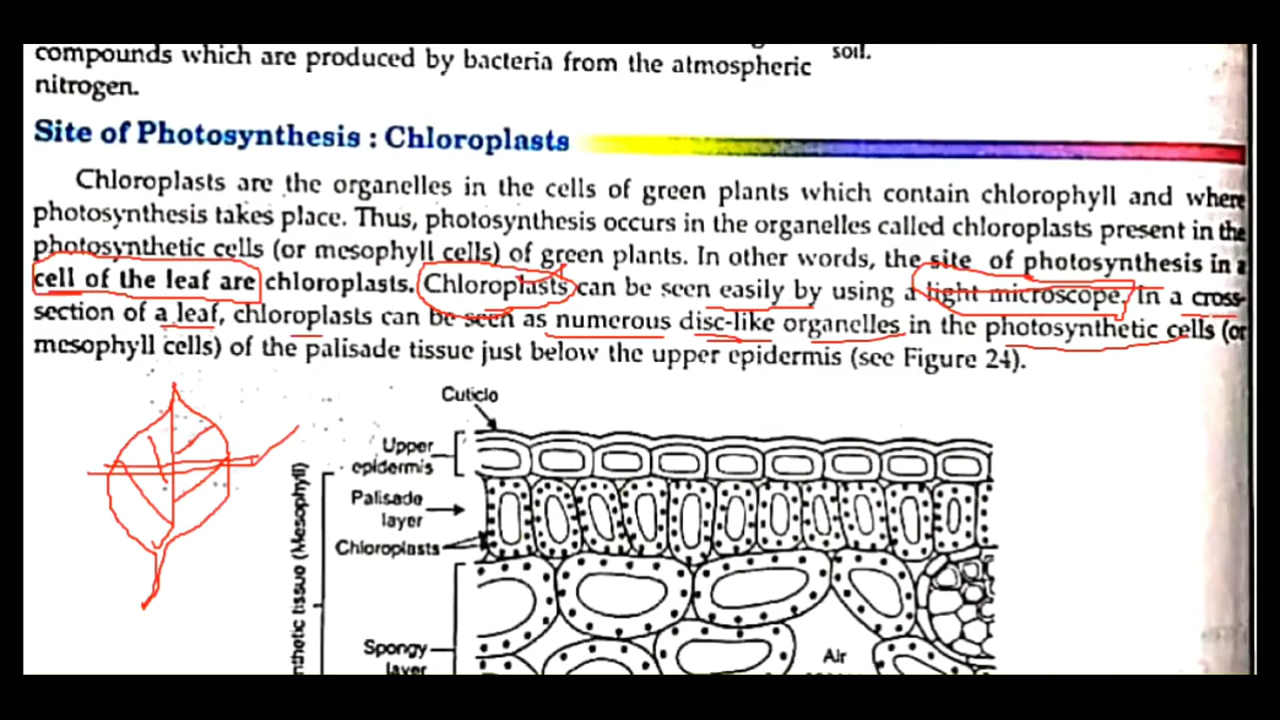 compounds which are produced by bacteria from the atmospheric
soil.
nitrogen.
Site of Photosynthesis : Chloroplasts
Chloroplasts are the organelles in the cells of green plants which contain chlorophyll and where
photosynthesis takes place. Thus, photosynthesis occurs in the organelles called chloroplasts present in the
photosynthetic cells (or mesophyll cells) of green plants. In other words, the site of photosynthesis in a
cell of the leaf are chloroplasts. Chloroplasts can be seen easily by using a light microscope. In a cross-
section of a leaf, chloroplasts can be seen as numerous disc-like organelles in the photosynthetic cells (or
mesophyll cells) of the palisade tissue just below the upper epidermis (see Figure 24).
Cuticle
Upper
epidermis
Palisade
layer
Chloroplasts
Spongy
layer
nthetic tissue (Mesophyll)
Air